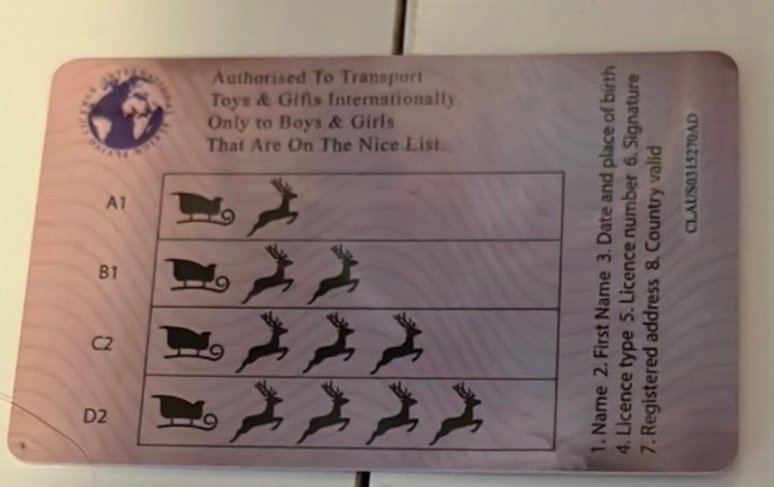 Authorised To Transport
Toys & Gifts Internationally.
Only to Boys & Girls
That Are On The Nice List.
A1
B1
C2
D2
1. Name 2. First Name 3. Date and place of birth
4. Licence type 5. Licence number 6. Signature
7. Registered address 8. Country valid
CLAUS0315270AD